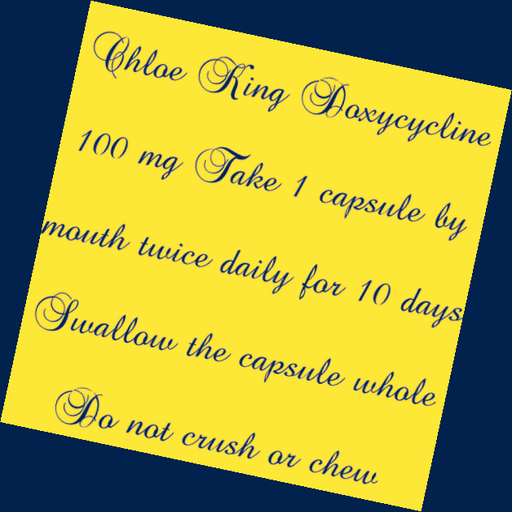 Chloe King Doxycycline
100 mg Take 1 capsule by
mouth twice daily for 10 days
Swallow the capsule whole
Do not crush or chew